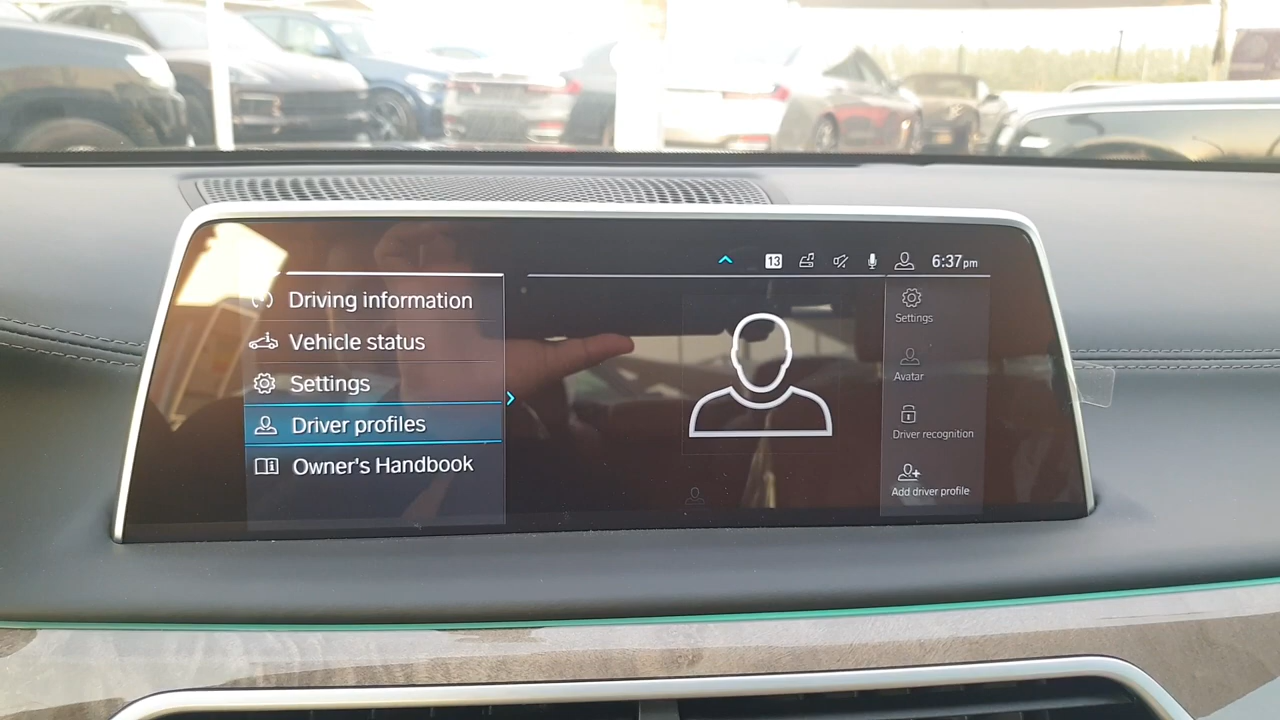 13
6:37pm
Driving information
Vehicle status
Settings
Driver profiles
Owner's Handbook
Settings
Avatar
Driver recognition
Add driver profile